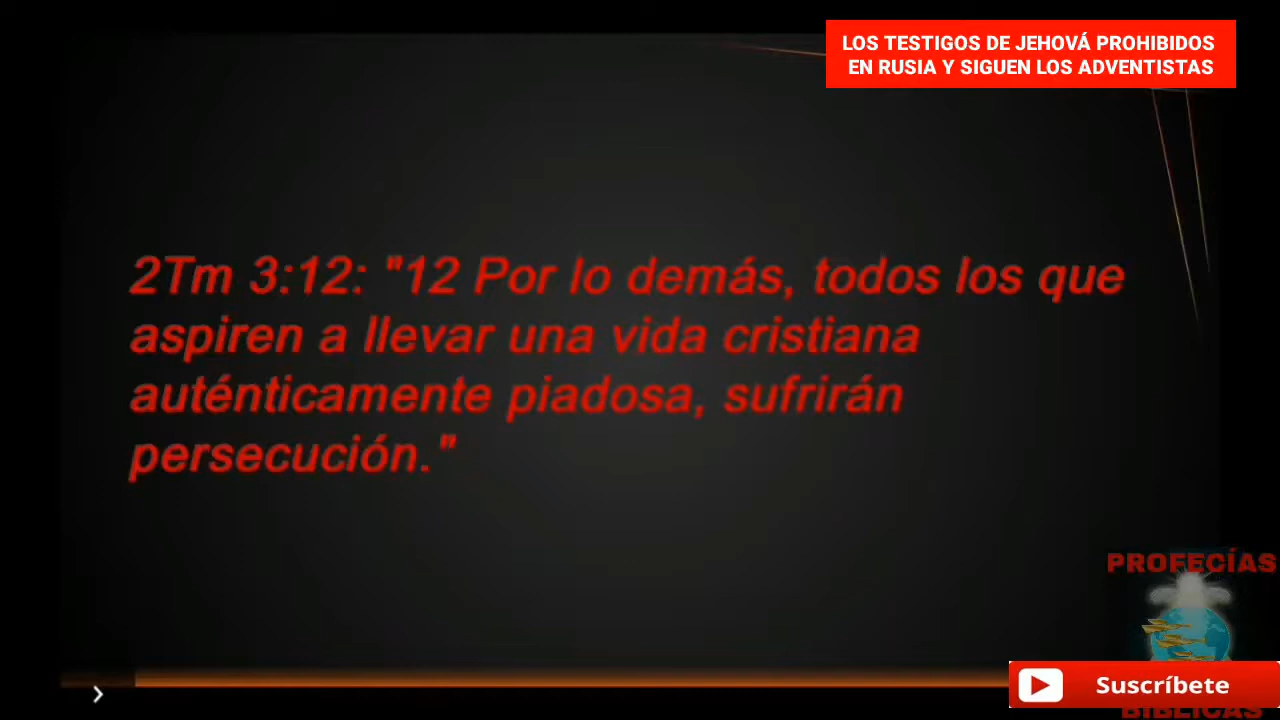 LOS TESTIGOS DE JEHOVÁ PROHIBIDOS
EN RUSIA Y SIGUEN LOS ADVENTISTAS
2Tm 3:12: "12 Por lo demás, todos los que
aspiren a llevar una vida cristiana
auténticamente piadosa, sufrirán
persecución."
PROFECÍAS
Suscríbete
BÍBLICAS